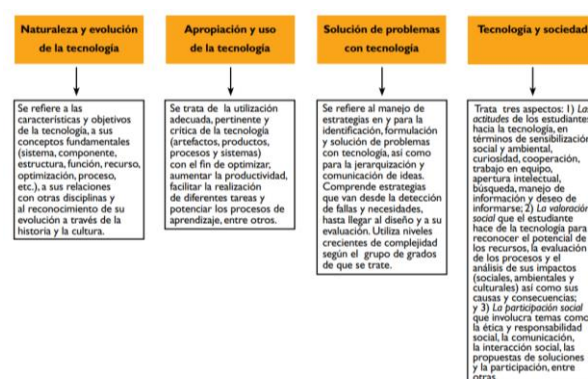 Naturaleza y evolución
de la tecnología
Apropiación y uso
de la tecnología
Solución de problemas
con tecnología
Tecnología y sociedad
Se refiere a las
características y objetivos
de la tecnología, a sus
conceptos fundamentales
(sistema, componente,
estructura, función, recurso,
optimización, proceso,
etc.), a sus relaciones
con otras disciplinas y
al reconocimiento de su
evolución a través de la
historia y la cultura.
Se trata de la utilización
adecuada, pertinente y
crítica de la tecnología
(artefactos, productos,
procesos y sistemas)
con el fin de optimizar,
aumentar la productividad,
facilitar la realización
de diferentes tareas y
potenciar los procesos de
aprendizaje, entre otros.
Se refiere al manejo de
estrategias en y para la
identificación, formulación
y solución de problemas
con tecnología, así como
para la jerarquización y
comunicación de ideas.
Comprende estrategias
que van desde la detección
de fallas y necesidades,
hasta llegar al diseño y a su
evaluación. Utiliza niveles
crecientes de complejidad
según el grupo de grados
de que se trate.
Trata tres aspectos: 1) Las
actitudes de los estudiantes
hacia la tecnología, en
términos de sensibilización
social y ambiental,
curiosidad, cooperación,
trabajo en equipo,
apertura intelectual,
búsqueda, manejo de
información y deseo de
informarse; 2) La valoración
social que el estudiante
hace de la tecnología para
reconocer el potencial de
los recursos, la evaluación
de los procesos y el
análisis de sus impactos
(sociales, ambientales y
culturales) así como sus
causas y consecuencias;
y 3) La participación social
que involucra temas como
la ética y responsabilidad
social, la comunicación,
la interacción social, las
propuestas de soluciones
y la participación, entre
otras.